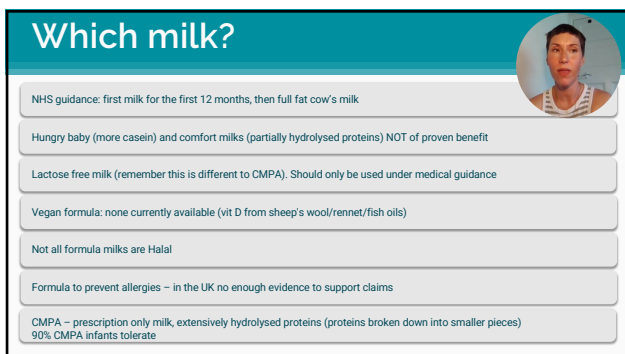 Which milk?
NHS guidance: first milk for the first 12 months, then full fat cow's milk
Hungry baby (more casein) and comfort milks (partially hydrolysed proteins) NOT of proven benefit
Lactose free milk (remember this is different to CMPA). Should only be used under medical guidance
Vegan formula: none currently available (vit D from sheep's wool/rennet/fish oils)
Not all formula milks are Halal
Formula to prevent allergies – in the UK no enough evidence to support claims
CMPA – prescription only milk, extensively hydrolysed proteins (proteins broken down into smaller pieces)
90% CMPA infants tolerate